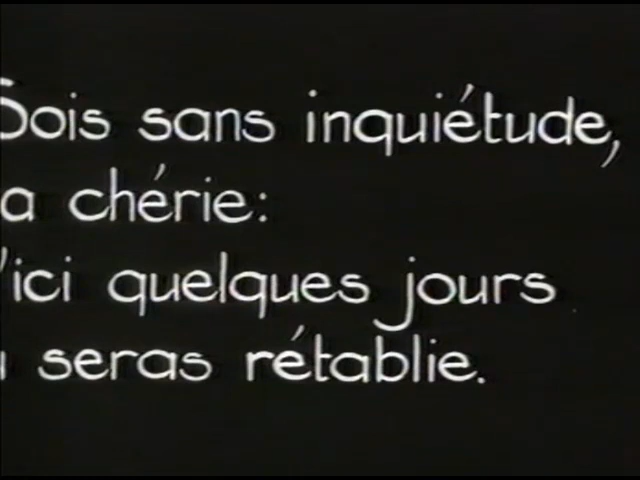 Sois sans inquiétude,
a chérie:
'ici quelques jours
seras rétablie.